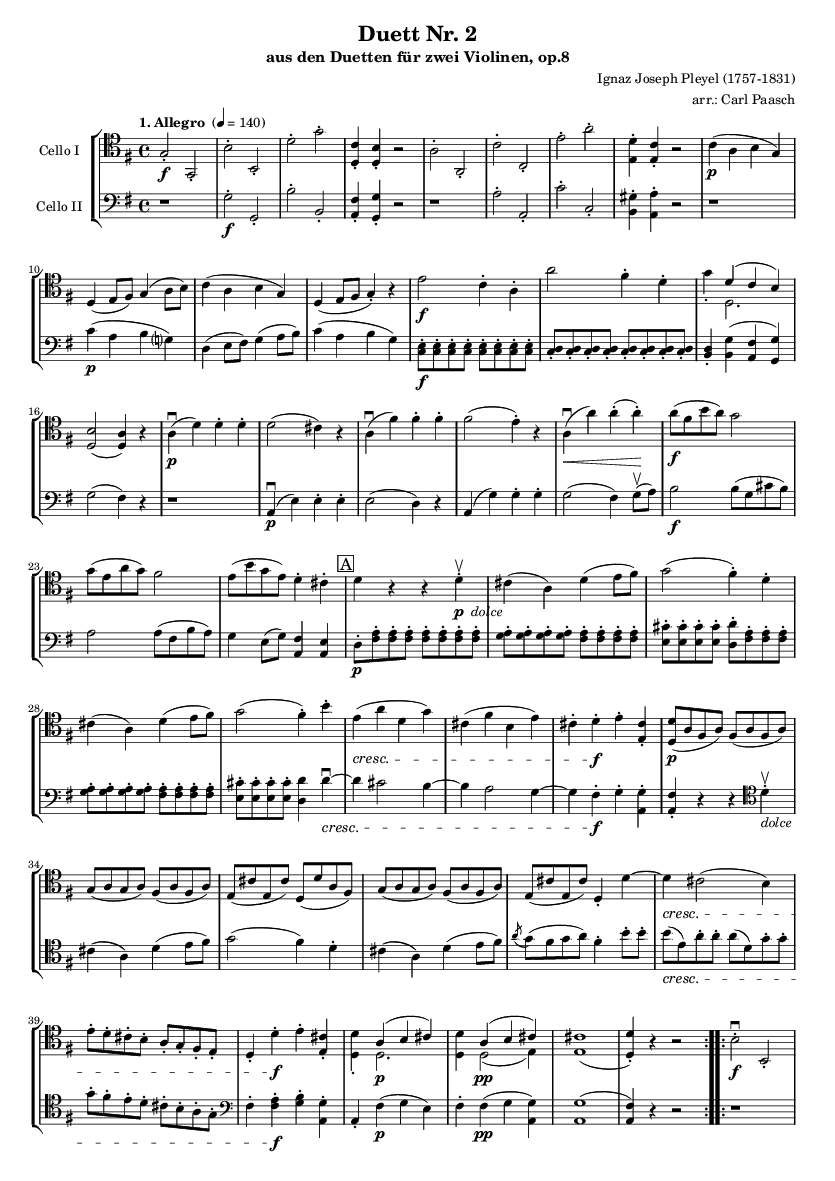 Duett Nr. 2
aus den Duetten für zwei Violinen, op.8
Ignaz Joseph Pleyel (1757-1831)
arr.: Carl Paasch
1. Allegro (♩ = 140)
Cello I
f
p
Cello II
f
10
f
p
f
16
p
p
f
f
23
A
p dolce
p
28
cresc.
f
p
cresc.
f
dolce
34
cresc.
cresc.
39
f
p
pp
f
f
p
pp